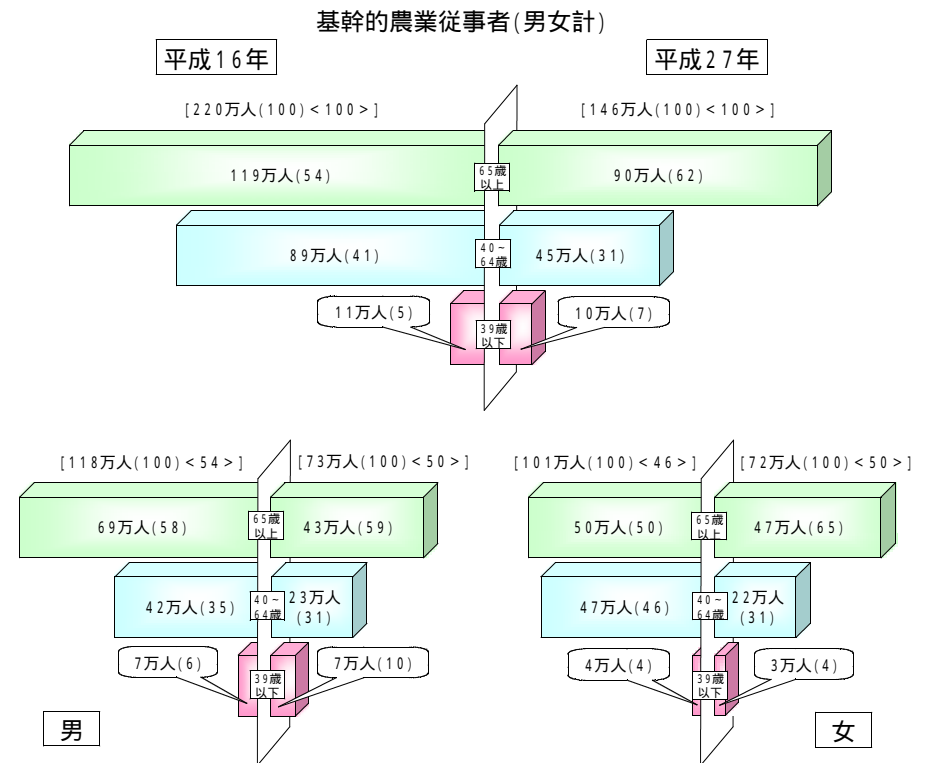 基幹的農業従事者(男女計)
平成16年
平成27年
[220万人(100)<100>]
[146万人(100)<100>]
119万人(54)
65歳
以上
90万人(62)
89万人(41)
40~
64歳
45万人(31)
11万人(5)
39歳
以下
10万人(7)
[118万人(100)<54>]
[73万人(100)<50>]
69万人(58)
65歳
以上
43万人(59)
42万人(35)
40~
64歳
23万人
(31)
7万人(6)
39歳
以下
7万人(10)
男
[101万人(100)<46>]
[72万人(100)<50>]
50万人(50)
65歳
以上
47万人(65)
47万人(46)
40~
64歳
22万人
(31)
4万人(4)
39歳
以下
3万人(4)
女